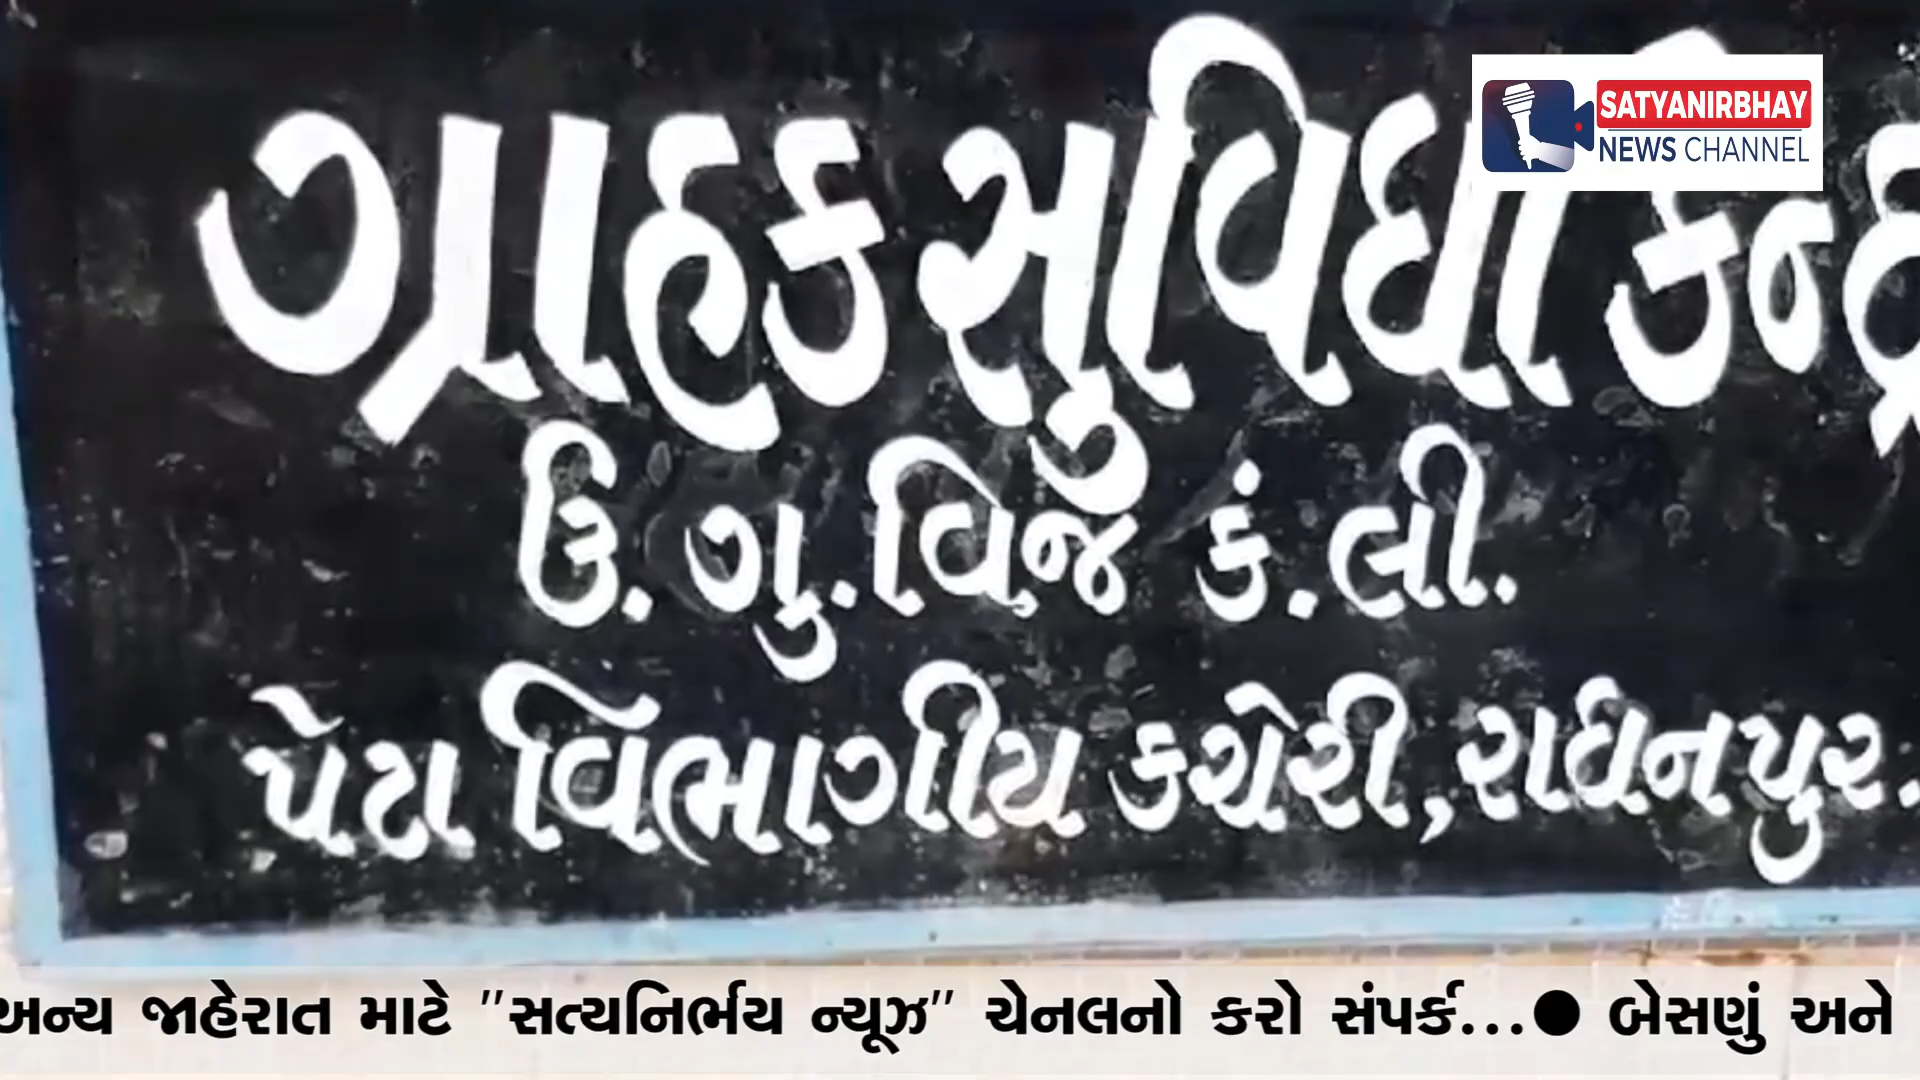 ગ્રાહક સુવિધા કેન્દ્ર
SATYANIRBHAY
NEWS CHANNEL
ઉ. ગુ. વિજ કં. લી.
પેટા વિભાગીય કચેરી, રાધનપુર.
અન્ય જાહેરાત માટે "સત્યનિર્ભય ન્યૂઝ" ચેનલનો કરો સંપર્ક...● બેસણું અને